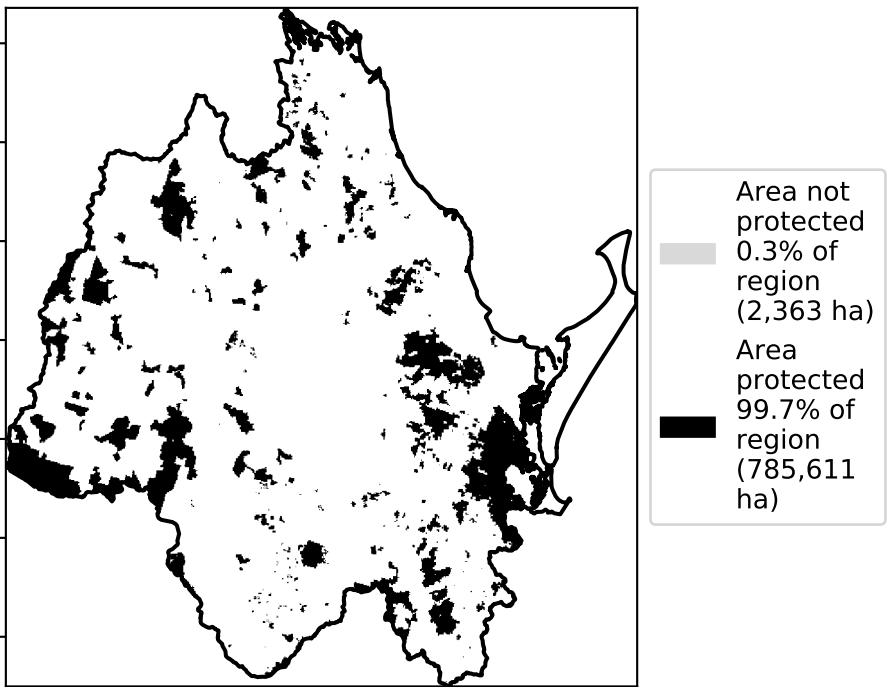 Area not
protected
0.3% of
region
(2,363 ha)
Area
protected
99.7% of
region
(785,611
ha)